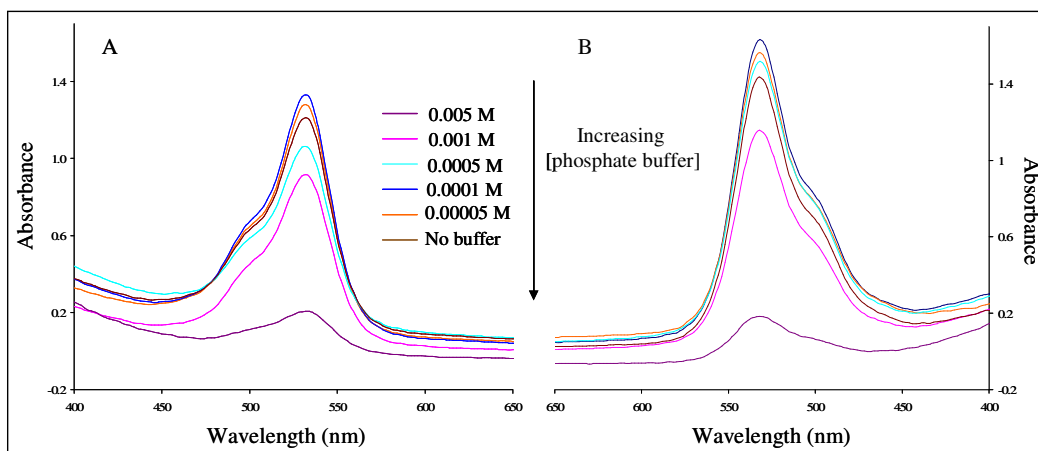 A
B
1.4
1.0
0.6
0.2
-0.2
Absorbance
400
450
500
550
600
650
Wavelength (nm)
0.005 M
0.001 M
0.0005 M
0.0001 M
0.00005 M
No buffer
Increasing
[phosphate buffer]
1.4
1
0.6
0.2
-0.2
Absorbance
650
600
550
500
450
400
Wavelength (nm)